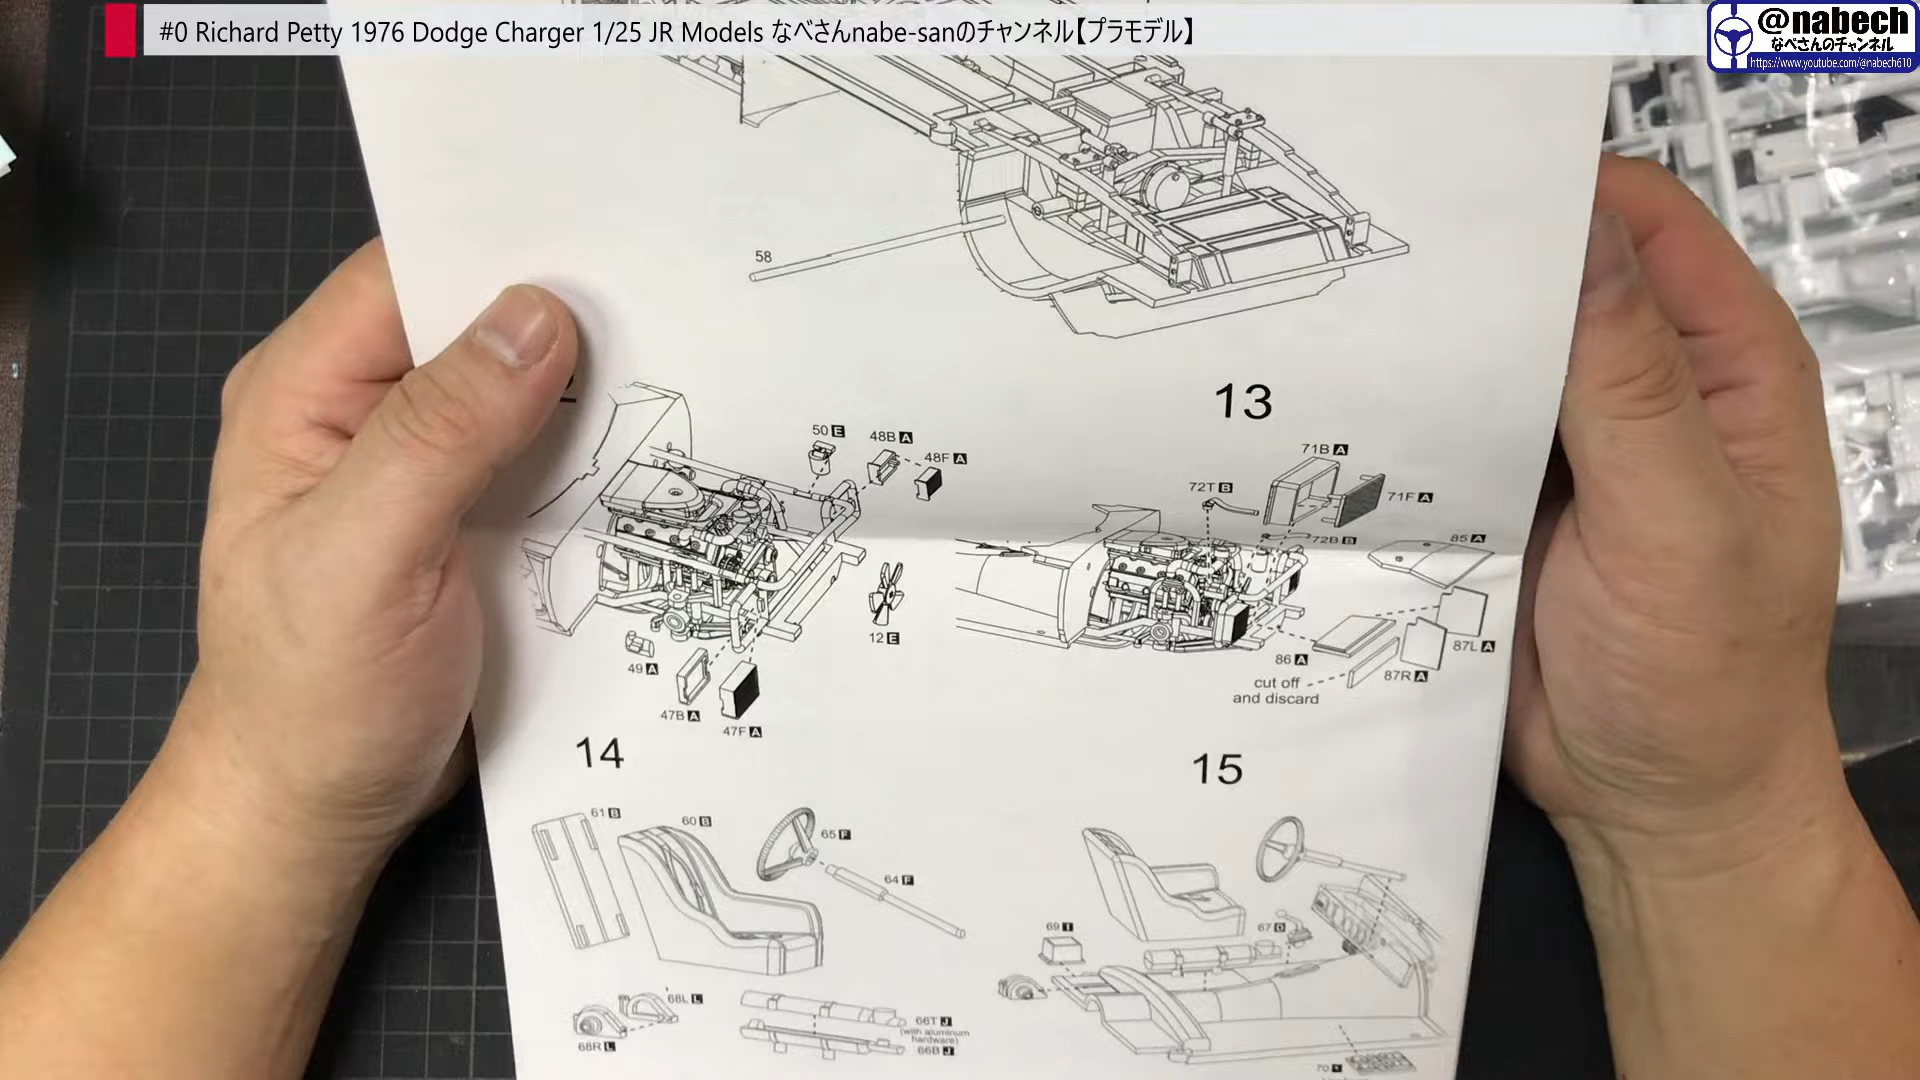 #0 Richard Petty 1976 Dodge Charger 1/25 JR Models なべさんnabe-sanのチャンネル【プラモデル】
@nabech
なべさんのチャンネル
https://www.youtube.com/@nabech610
58
13
50 E
48B A
48F A
71B A
72T B
71F A
72B B
85 A
12 E
49 A
47B A
47F A
86 A
87L A
87R A
cut off
and discard
14
15
61 B
60 B
65 F
64 F
69 I
67 D
68L L
68R L
66T J
(with aluminum
hardware)
66B J
70